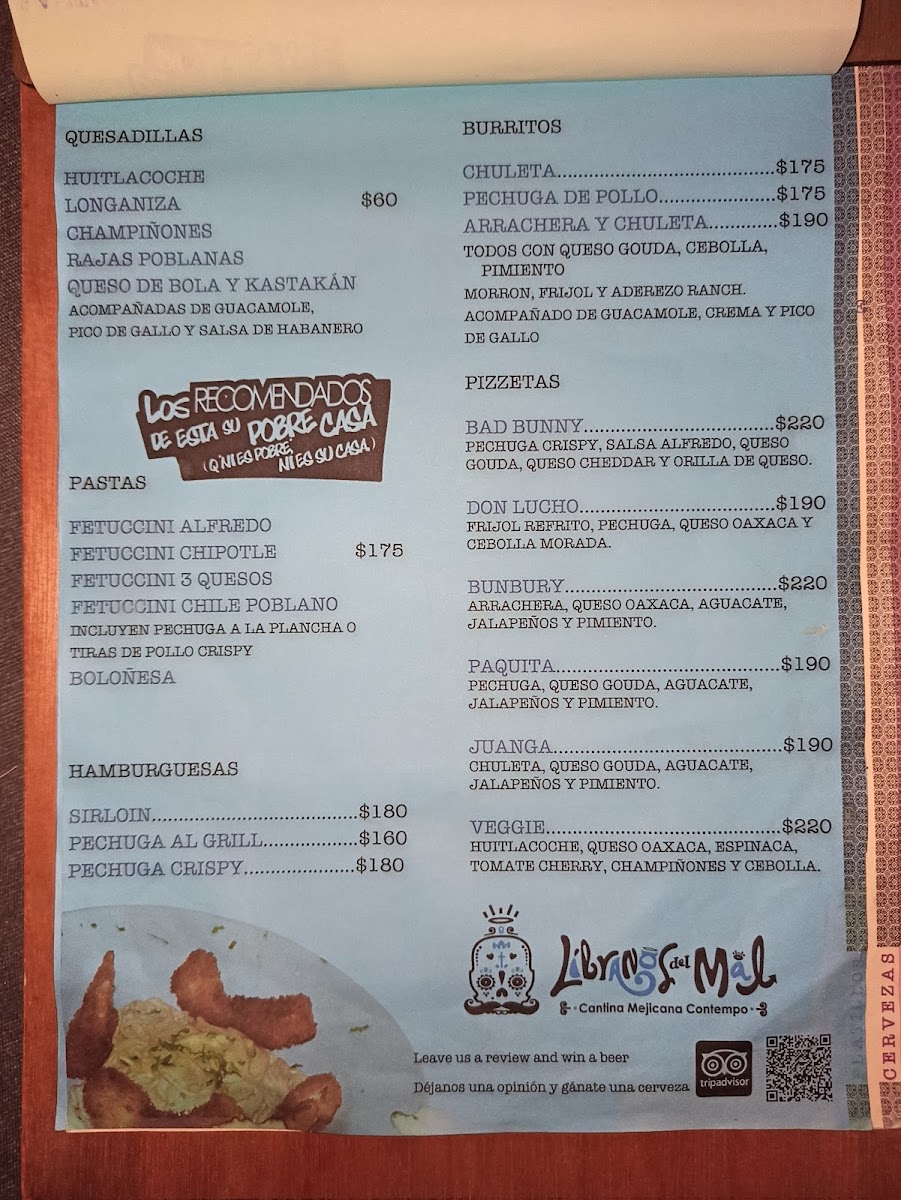 QUESADILLAS
HUITLACOCHE
LONGANIZA $60
CHAMPIÑONES
RAJAS POBLANAS
QUESO DE BOLA Y KASTAKÁN
ACOMPAÑADAS DE GUACAMOLE,
PICO DE GALLO Y SALSA DE HABANERO
LOS RECOMENDADOS
DE ESTA SU POBRE CASA
(Q'NI ES POBRE,
NI ES SU CASA,)
PASTAS
FETUCCINI ALFREDO
FETUCCINI CHIPOTLE $175
FETUCCINI 3 QUESOS
FETUCCINI CHILE POBLANO
INCLUYEN PECHUGA A LA PLANCHA O
TIRAS DE POLLO CRISPY
BOLOÑESA
HAMBURGUESAS
SIRLOIN.........................$180
PECHUGA AL GRILL............$160
PECHUGA CRISPY...............$180
BURRITOS
CHULETA.................................$175
PECHUGA DE POLLO..................$175
ARRACHERA Y CHULETA...........$190
TODOS CON QUESO GOUDA, CEBOLLA,
PIMIENTO
MORRON, FRIJOL Y ADEREZO RANCH.
ACOMPAÑADO DE GUACAMOLE, CREMA Y PICO
DE GALLO
PIZZETAS
BAD BUNNY.............................$220
PECHUGA CRISPY, SALSA ALFREDO, QUESO
GOUDA, QUESO CHEDDAR Y ORILLA DE QUESO.
DON LUCHO.............................$190
FRIJOL REFRITO, PECHUGA, QUESO OAXACA Y
CEBOLLA MORADA.
BUNBURY................................$220
ARRACHERA, QUESO OAXACA, AGUACATE,
JALAPEÑOS Y PIMIENTO.
PAQUITA..................................$190
PECHUGA, QUESO GOUDA, AGUACATE,
JALAPEÑOS Y PIMIENTO.
JUANGA...................................$190
CHULETA, QUESO GOUDA, AGUACATE,
JALAPEÑOS Y PIMIENTO.
VEGGIE...................................$220
HUITLACOCHE, QUESO OAXACA, ESPINACA,
TOMATE CHERRY, CHAMPIÑONES Y CEBOLLA.
LíbrANOS del Mal
Cantina Mejicana Contempo
Leave us a review and win a beer
Déjanos una opinión y gánate una cerveza
tripadvisor
CERVEZAS